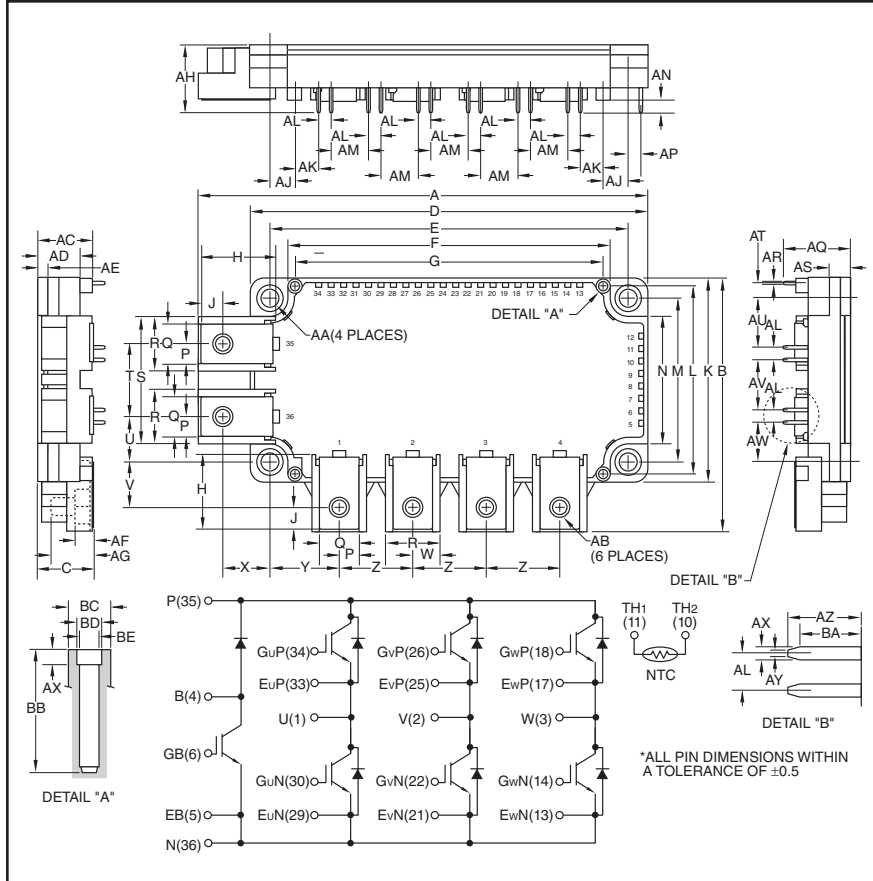 AH
AN
AL AL AL AL
AL AL AL
AM AM AM
AP
AK AM AM AK
AJ AJ
A
D
E
F
G
H
J
AC
AD
AE
34 33 32 31 30 29 28 27 26 25 24 23 22 21 20 19 18 17 16 15 14 13
DETAIL "A"
AA(4 PLACES)
35
36
R Q P
T S
R Q P
U
V
H
J
12
11
10
9
8
7
6
5
N M L K B
1 2 3 4
Q
P
R
W
AB
(6 PLACES)
X Y Z Z Z
AF
AG
C
AT
AR
AQ
AS
AU
AL
AV
AL
AW
DETAIL "B"
BC
BD
BE
AX
BB
DETAIL "A"
P(35)
B(4)
GB(6)
EB(5)
N(36)
GUP(34)
EUP(33)
U(1)
GUN(30)
EUN(29)
GVP(26)
EVP(25)
V(2)
GVN(22)
EVN(21)
GWP(18)
EWP(17)
W(3)
GWN(14)
EWN(13)
TH1
(11)
TH2
(10)
NTC
AX
AZ
BA
AL
AY
DETAIL "B"
*ALL PIN DIMENSIONS WITHIN
A TOLERANCE OF ±0.5